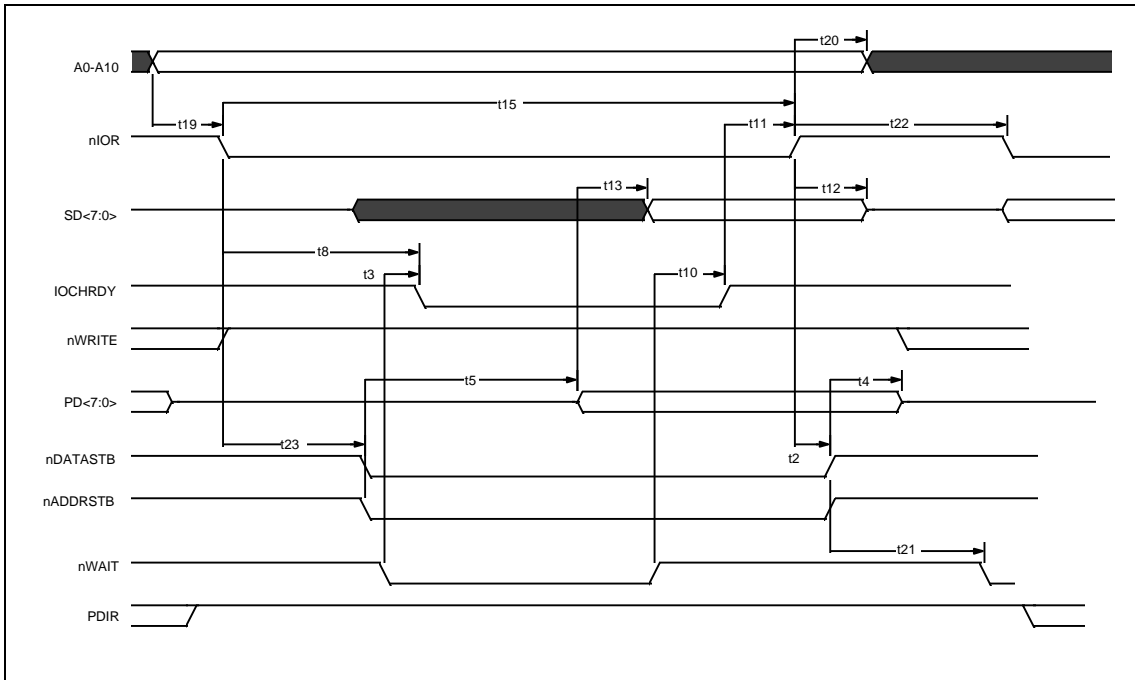 t20
A0-A10
t15
t19
t11
t22
nIOR
t13
t12
SD<7:0>
t8
t3
t10
IOCHRDY
nWRITE
t5
t4
PD<7:0>
t23
t2
nDATASTB
nADDRSTB
t21
nWAIT
PDIR